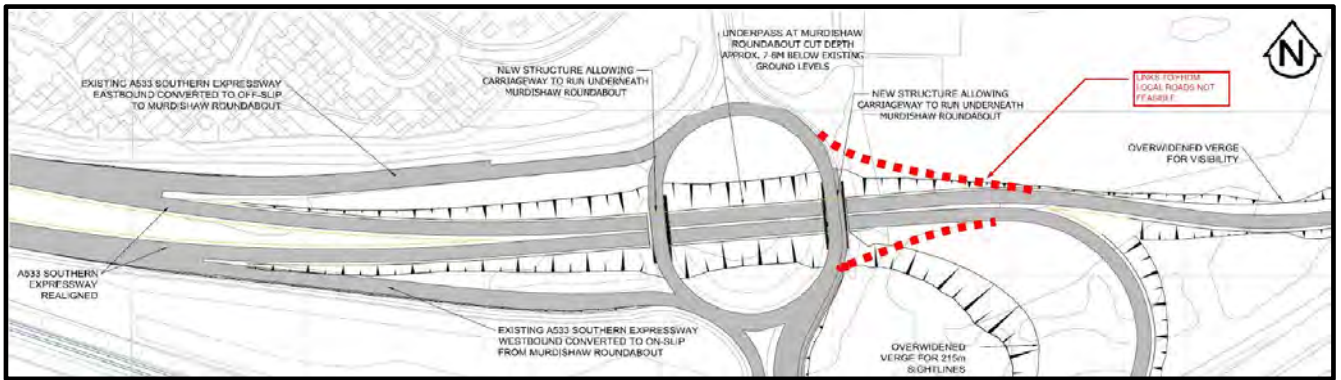 UNDERPASS AT MURDISHAW
ROUNDABOUT CUT DEPTH
APPROX. 7-8M BELOW EXISTING
GROUND LEVELS
N
EXISTING A533 SOUTHERN EXPRESSWAY
EASTBOUND CONVERTED TO OFF-SLIP
TO MURDISHAW ROUNDABOUT
NEW STRUCTURE ALLOWING
CARRIAGEWAY TO RUN UNDERNEATH
MURDISHAW ROUNDABOUT
NEW STRUCTURE ALLOWING
CARRIAGEWAY TO RUN UNDERNEATH
MURDISHAW ROUNDABOUT
LINKS TO FROM
LOCAL ROADS NOT
FEASIBLE
OVERWIDENED VERGE
FOR VISIBILITY
A533 SOUTHERN
EXPRESSWAY
REALIGNED
EXISTING A533 SOUTHERN EXPRESSWAY
WESTBOUND CONVERTED TO ON-SLIP
FROM MURDISHAW ROUNDABOUT
OVERWIDENED
VERGE FOR 215m
SIGHTLINES